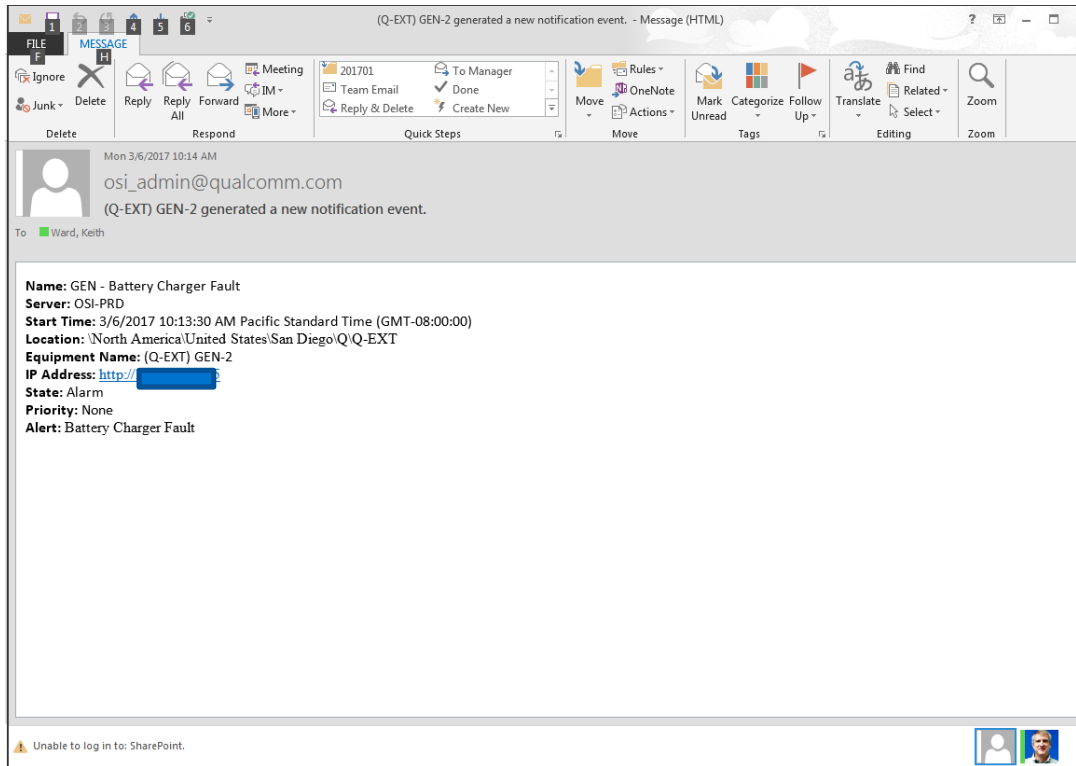 (Q-EXT) GEN-2 generated a new notification event. - Message (HTML)
?
1 2 3 4 5 6
FILE MESSAGE
F H
Ignore
Junk
Delete
Reply
Reply All
Forward
Meeting
IM
More
201701
Team Email
Reply & Delete
To Manager
Done
Create New
Move
Rules
OneNote
Actions
Mark Unread
Categorize
Follow Up
Translate
Find
Related
Select
Zoom
Delete Respond Quick Steps Move Tags Editing Zoom
Mon 3/6/2017 10:14 AM
osi_admin@qualcomm.com
(Q-EXT) GEN-2 generated a new notification event.
To Ward, Keith
Name: GEN - Battery Charger Fault
Server: OSI-PRD
Start Time: 3/6/2017 10:13:30 AM Pacific Standard Time (GMT-08:00:00)
Location: \North America\United States\San Diego\Q\Q-EXT
Equipment Name: (Q-EXT) GEN-2
IP Address: http:/
State: Alarm
Priority: None
Alert: Battery Charger Fault
Unable to log in to: SharePoint.